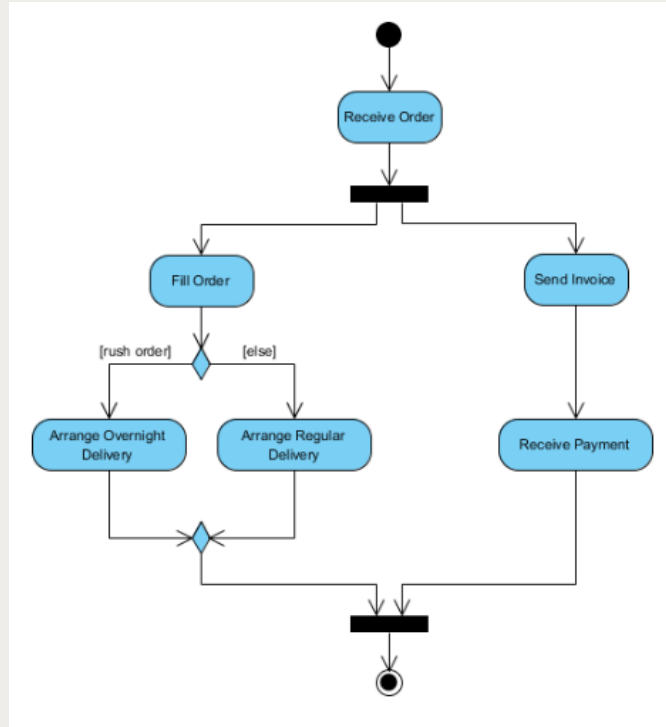 Receive Order
Fill Order
Send Invoice
[rush order]
[else]
Arrange Overnight
Delivery
Arrange Regular
Delivery
Receive Payment